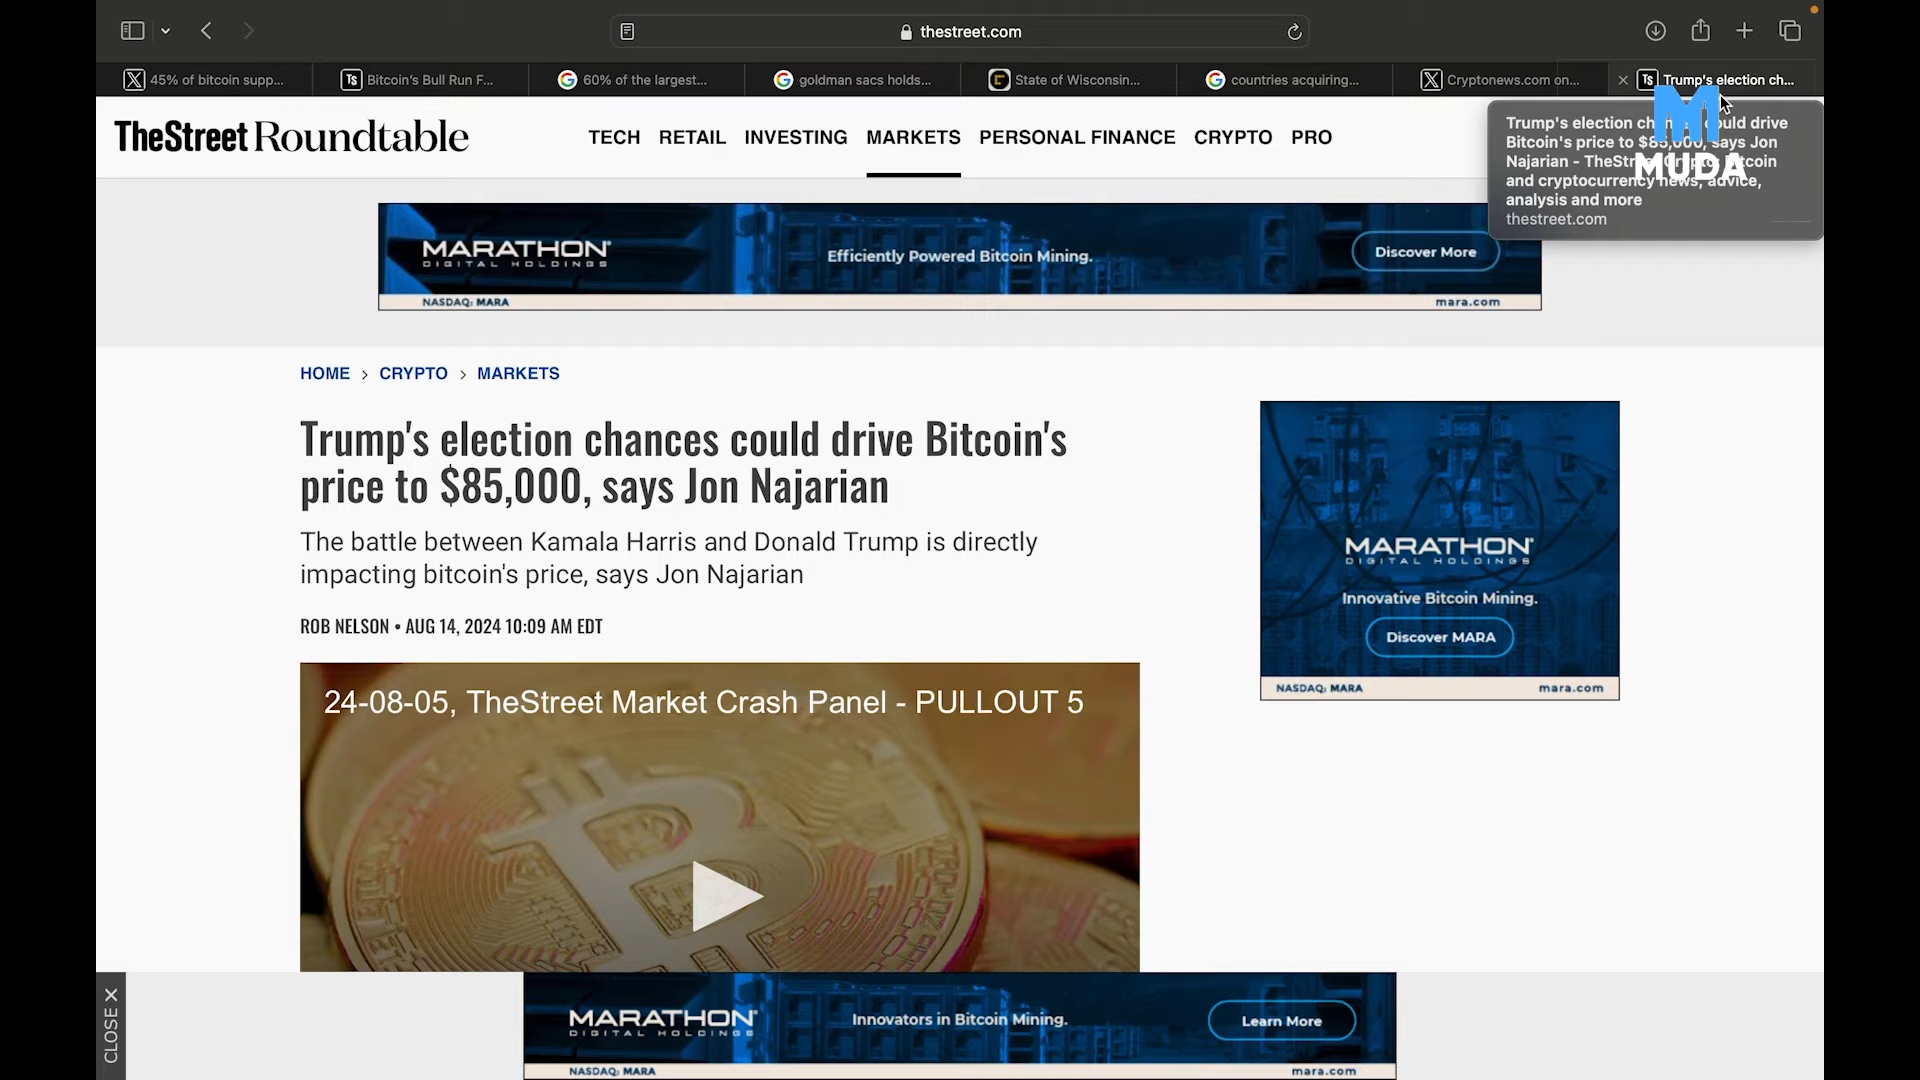 thestreet.com
45% of bitcoin supp...
Bitcoin's Bull Run F...
60% of the largest...
goldman sacs holds...
State of Wisconsin...
countries acquiring...
Cryptonews.com on...
Trump's election ch...
TheStreet Roundtable
TECH RETAIL INVESTING MARKETS PERSONAL FINANCE CRYPTO PRO
Trump's election could drive
Bitcoin's price to $85,000, says Jon
Najarian - Bitcoin
and cryptocurrency news, advice,
analysis and more
thestreet.com
MUDA
MARATHON
DIGITAL HOLDINGS
Efficiently Powered Bitcoin Mining.
Discover More
NASDAQ: MARA
mara.com
HOME > CRYPTO > MARKETS
Trump's election chances could drive Bitcoin's
price to $85,000, says Jon Najarian
The battle between Kamala Harris and Donald Trump is directly
impacting bitcoin's price, says Jon Najarian
ROB NELSON • AUG 14, 2024 10:09 AM EDT
24-08-05, TheStreet Market Crash Panel - PULLOUT 5
MARATHON
DIGITAL HOLDINGS
Innovative Bitcoin Mining.
Discover MARA
NASDAQ: MARA
mara.com
CLOSE X
MARATHON
DIGITAL HOLDINGS
Innovators in Bitcoin Mining.
Learn More
NASDAQ: MARA
mara.com